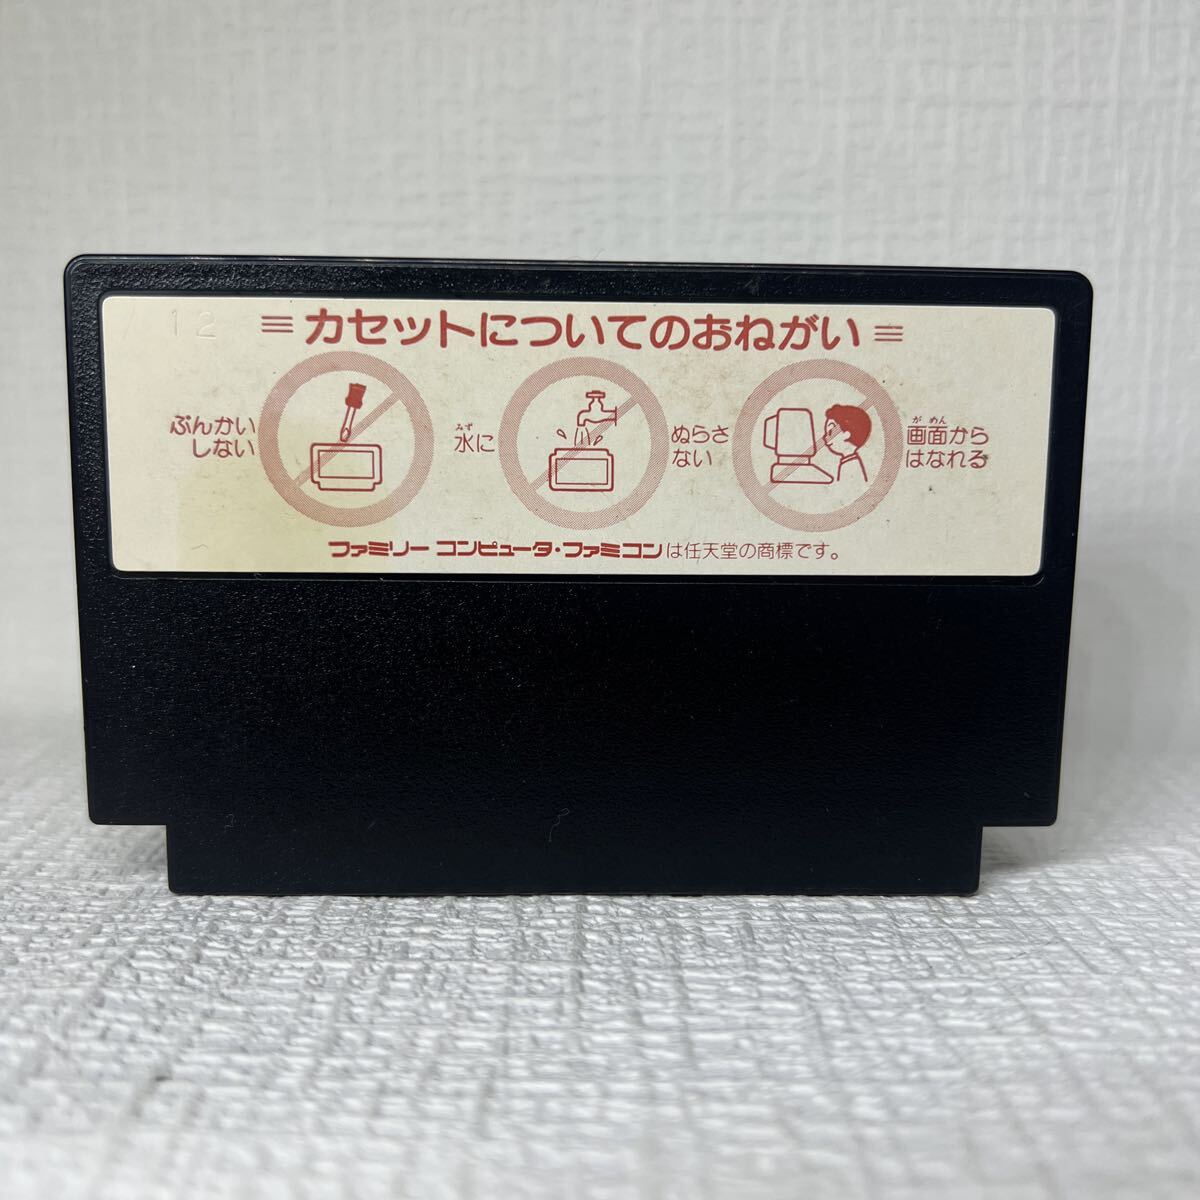 12
カセットについてのおねがい
ぶんかい
しない
みず
水に
ぬらさ
ない
が めん
画面から
はなれる
ファミリー コンピュータ・ファミコンは任天堂の商標です。